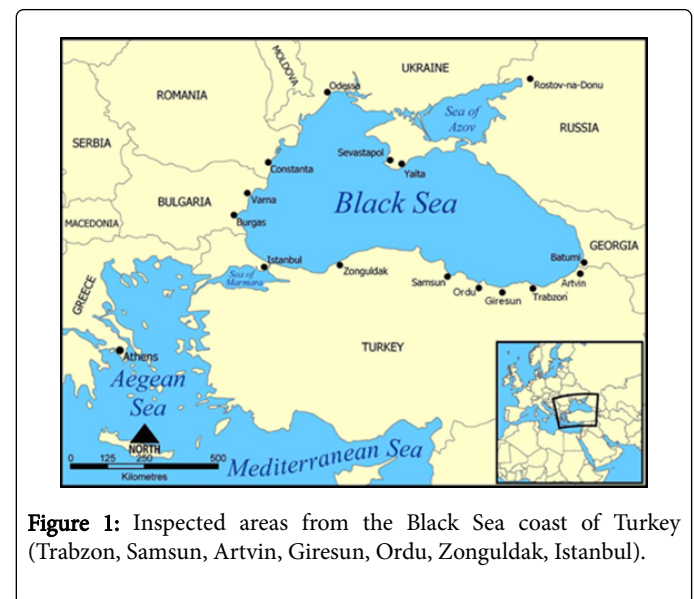 MOLDOVA
UKRAINE
Odessa
Rostov-na-Donu
ROMANIA
Sea of
Azov
RUSSIA
SERBIA
Sevastapol
Constanta
Yalta
Varna
BULGARIA
Black Sea
MACEDONIA
Burgas
GEORGIA
Batumi
Istanbul
Zonguldak
Sea of
Marmara
Samsun
Artvin
Ordu
Giresun
Trabzon
GREECE
TURKEY
Athens
Aegean
Sea
NORTH
0 125 250 500
Kilometres
Mediterranean Sea
Figure 1: Inspected areas from the Black Sea coast of Turkey
(Trabzon, Samsun, Artvin, Giresun, Ordu, Zonguldak, Istanbul).